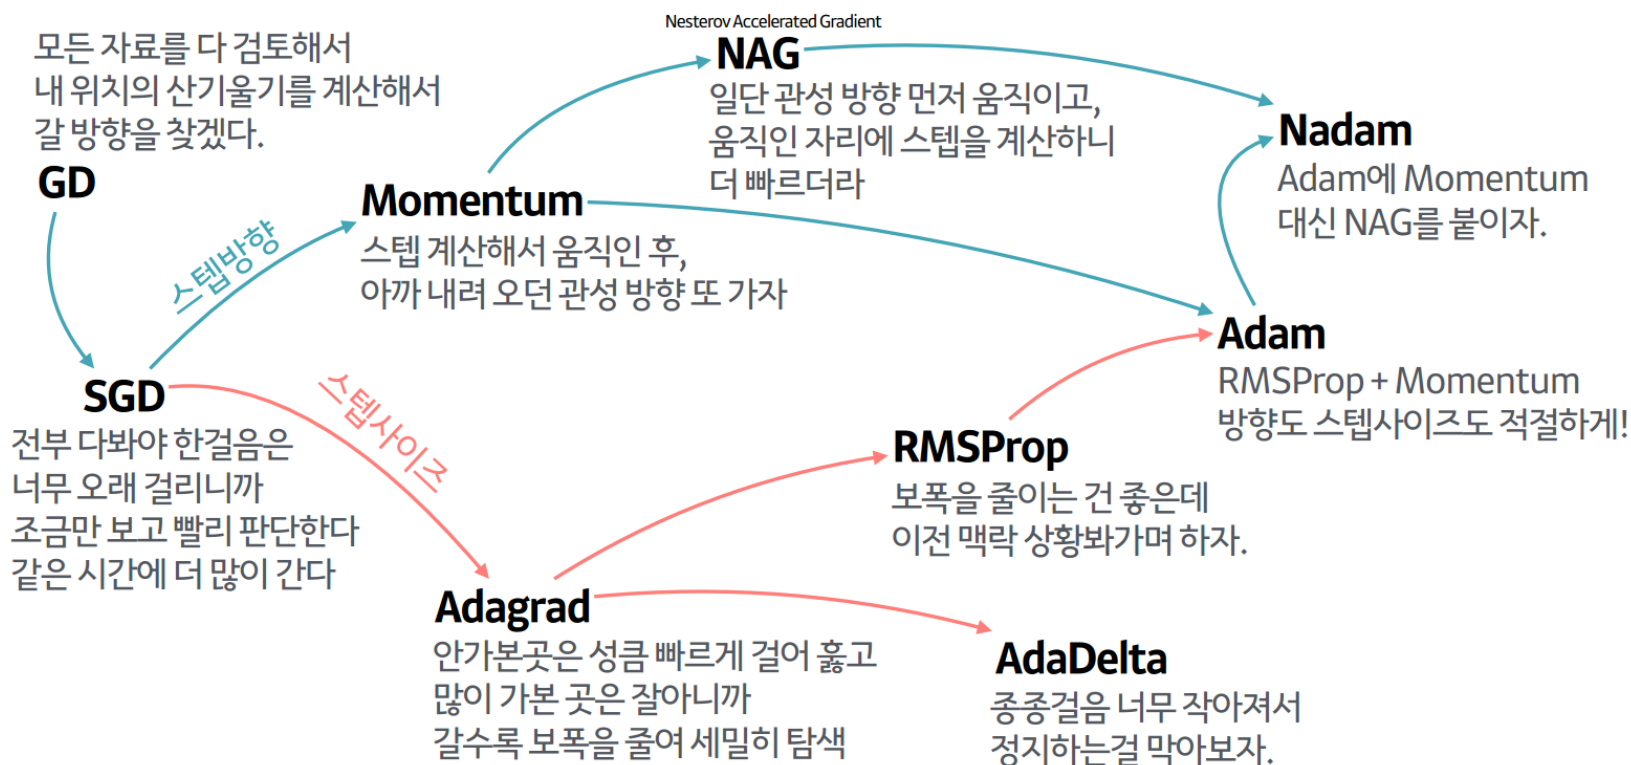 모든 자료를 다 검토해서
내 위치의 산기울기를 계산해서
갈 방향을 찾겠다.
GD
스텝방향
SGD
전부 다봐야 한걸음은
너무 오래 걸리니까
조금만 보고 빨리 판단한다
같은 시간에 더 많이 간다
Momentum
스텝 계산해서 움직인 후,
아까 내려 오던 관성 방향 또 가자
Nesterov Accelerated Gradient
NAG
일단 관성 방향 먼저 움직이고,
움직인 자리에 스텝을 계산하니
더 빠르더라
Nadam
Adam에 Momentum
대신 NAG를 붙이자.
Adam
RMSProp + Momentum
방향도 스텝사이즈도 적절하게!
스텝사이즈
RMSProp
보폭을 줄이는 건 좋은데
이전 맥락 상황봐가며 하자.
Adagrad
안가본곳은 성큼 빠르게 걸어 훑고
많이 가본 곳은 잘아니까
갈수록 보폭을 줄여 세밀히 탐색
AdaDelta
종종걸음 너무 작아져서
정지하는걸 막아보자.